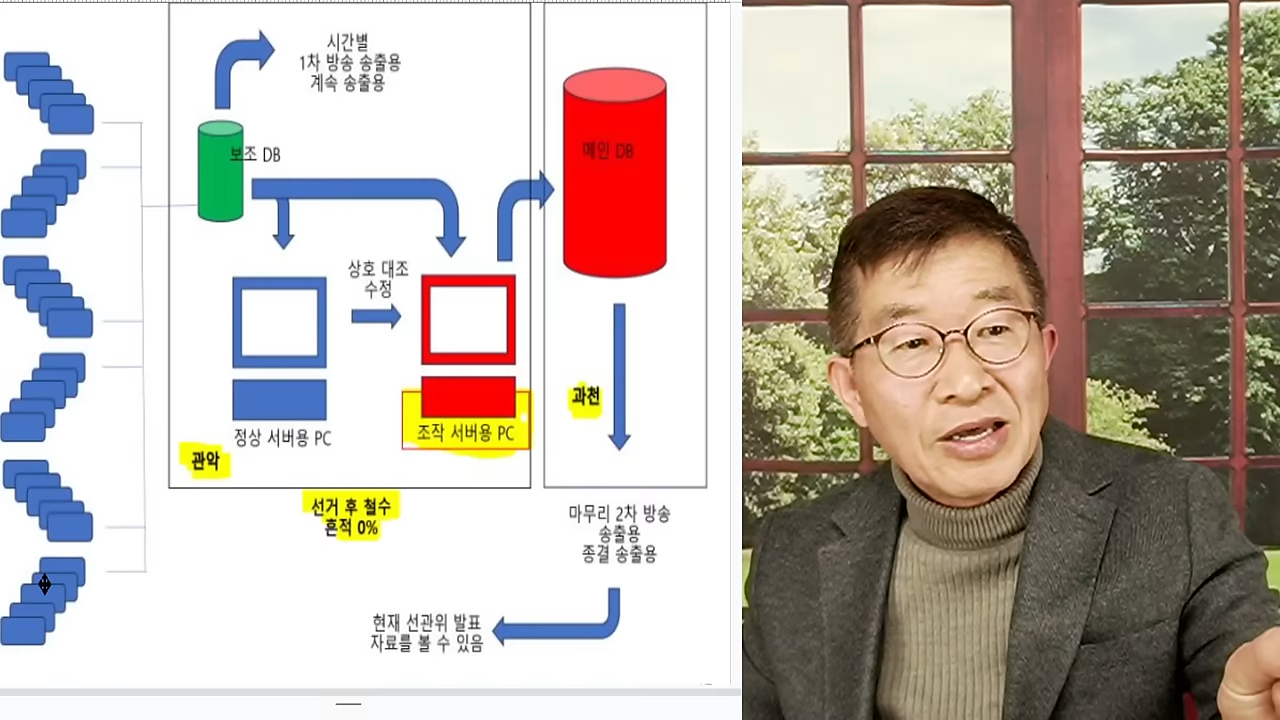 시간별
1차 방송 송출용
계속 송출용
보조 DB
메인 DB
상호 대조
수정
과천
정상 서버용 PC
조작 서버용 PC
관악
선거 후 철수
흔적 0%
마무리 2차 방송
송출용
종결 송출용
현재 선관위 발표
자료를 볼 수 있음